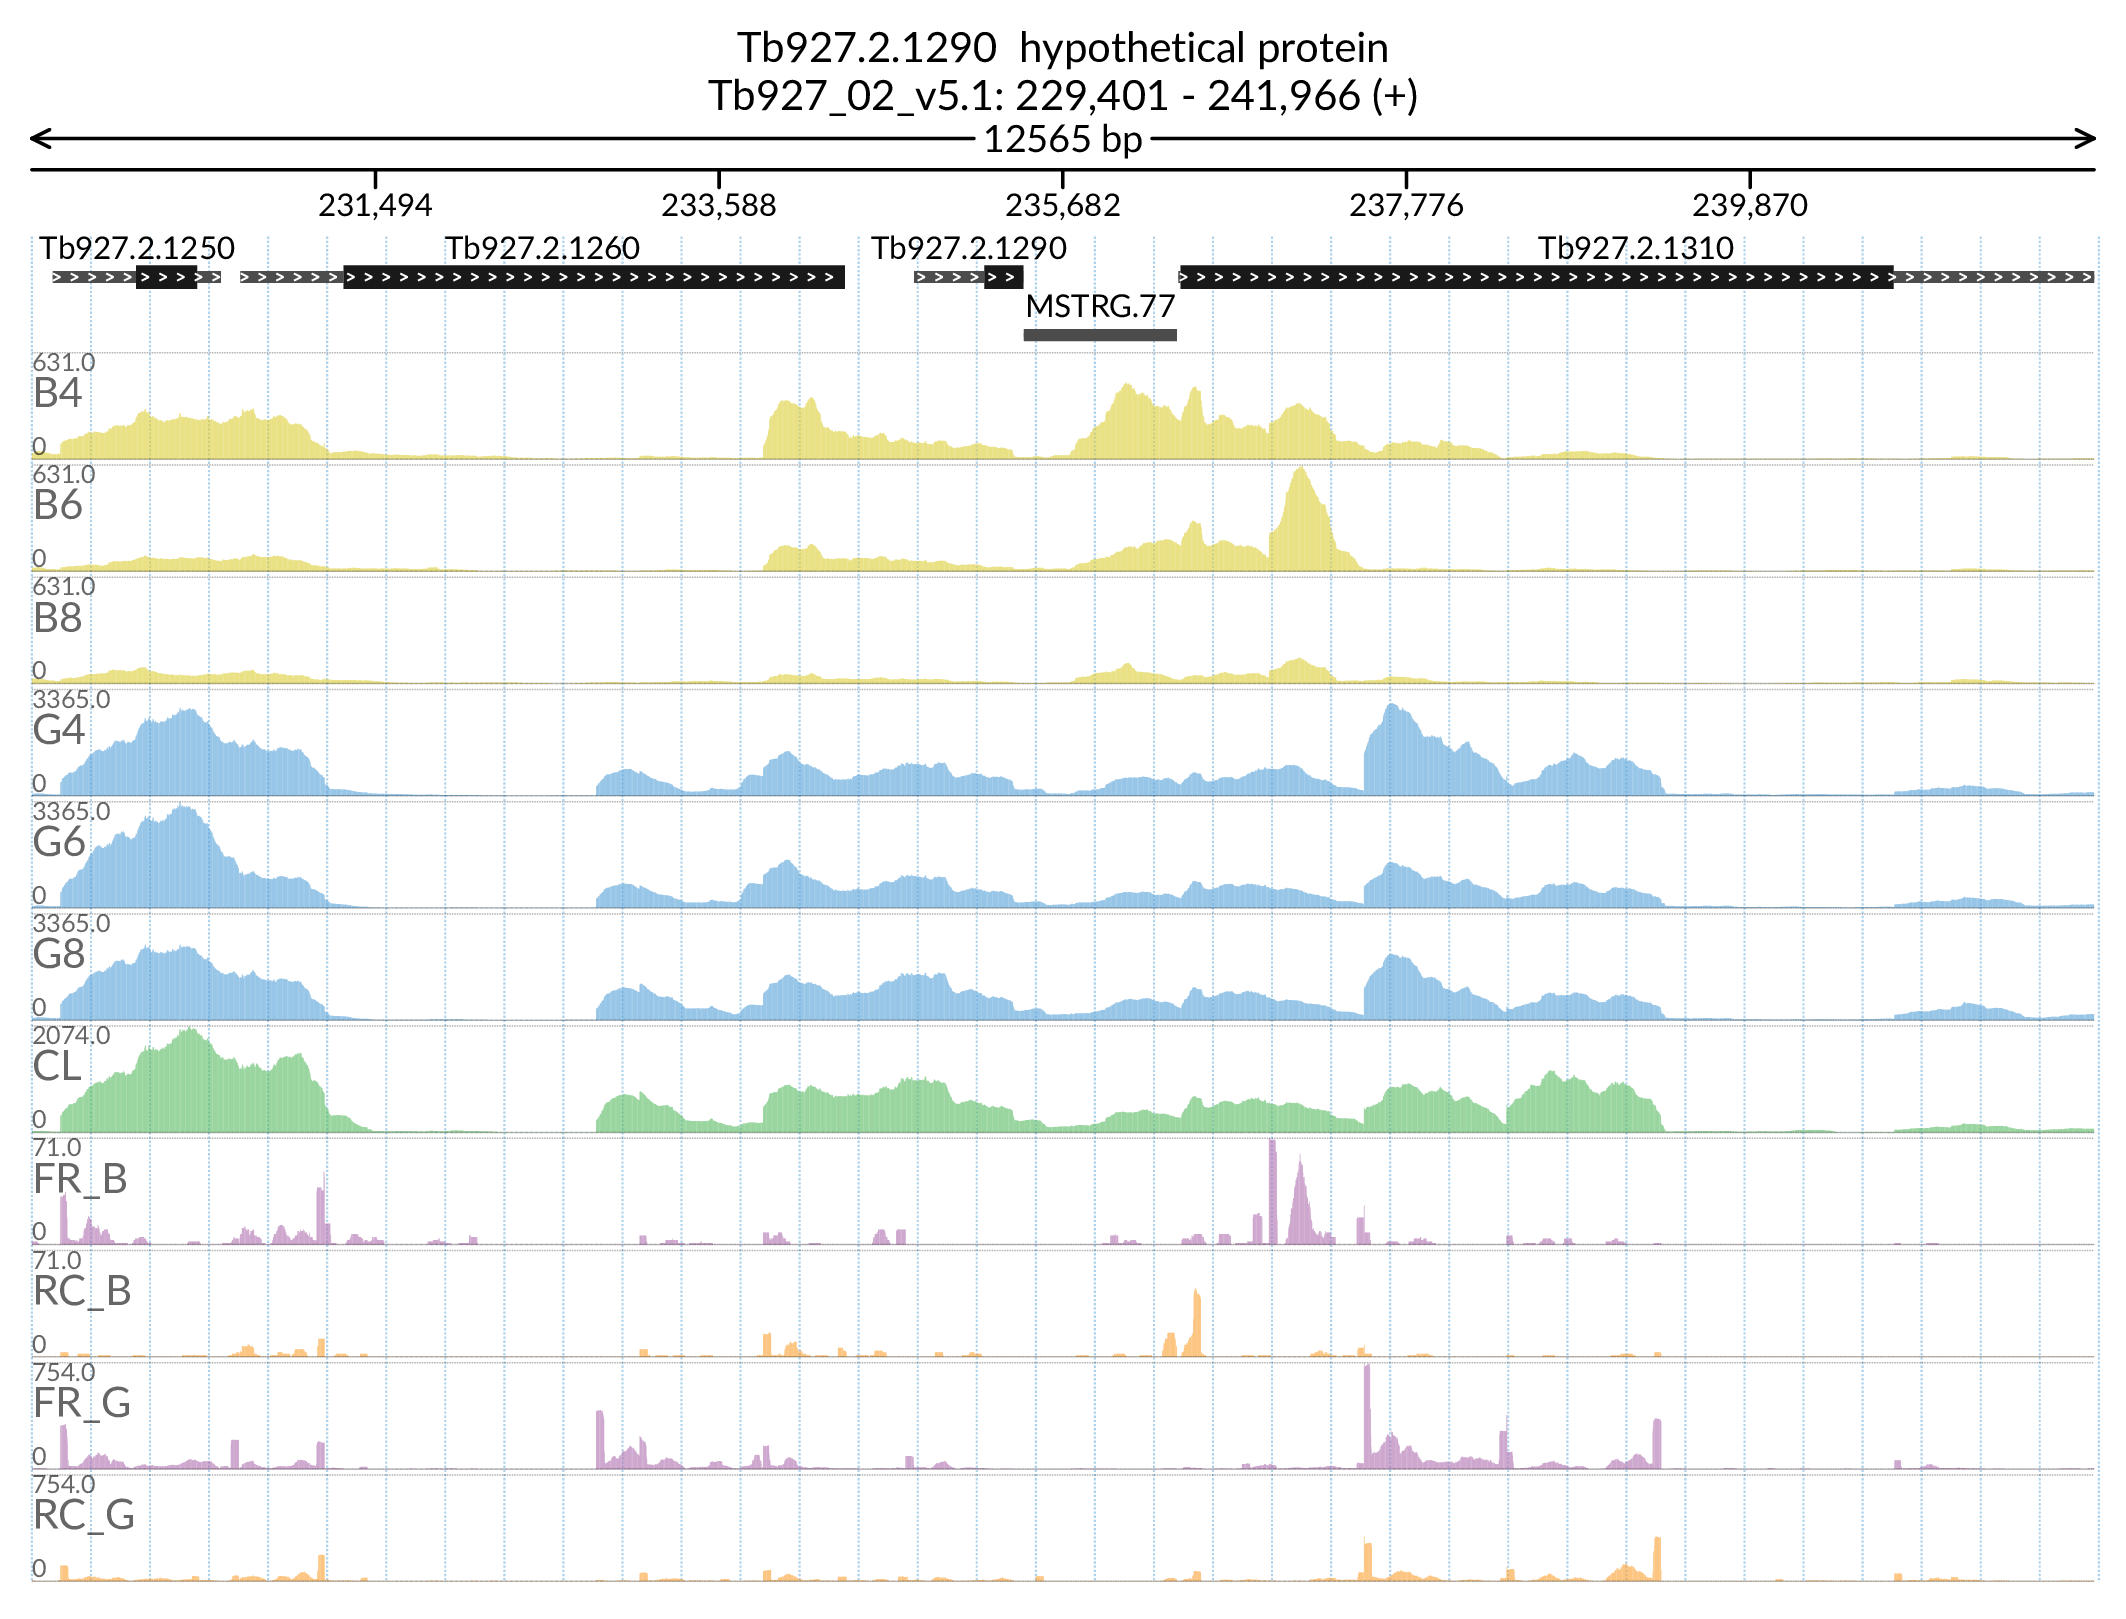 Tb927.2.1290  hypothetical protein
Tb927_02_v5.1: 229,401 - 241,966 (+)
12565 bp
231,494 233,588 235,682 237,776 239,870
Tb927.2.1250 Tb927.2.1260 Tb927.2.1290 Tb927.2.1310
MSTRG.77
631.0
B4
0
631.0
B6
0
631.0
B8
0
3365.0
G4
0
3365.0
G6
0
3365.0
G8
0
2074.0
CL
0
71.0
FR_B
0
71.0
RC_B
0
754.0
FR_G
0
754.0
RC_G
0